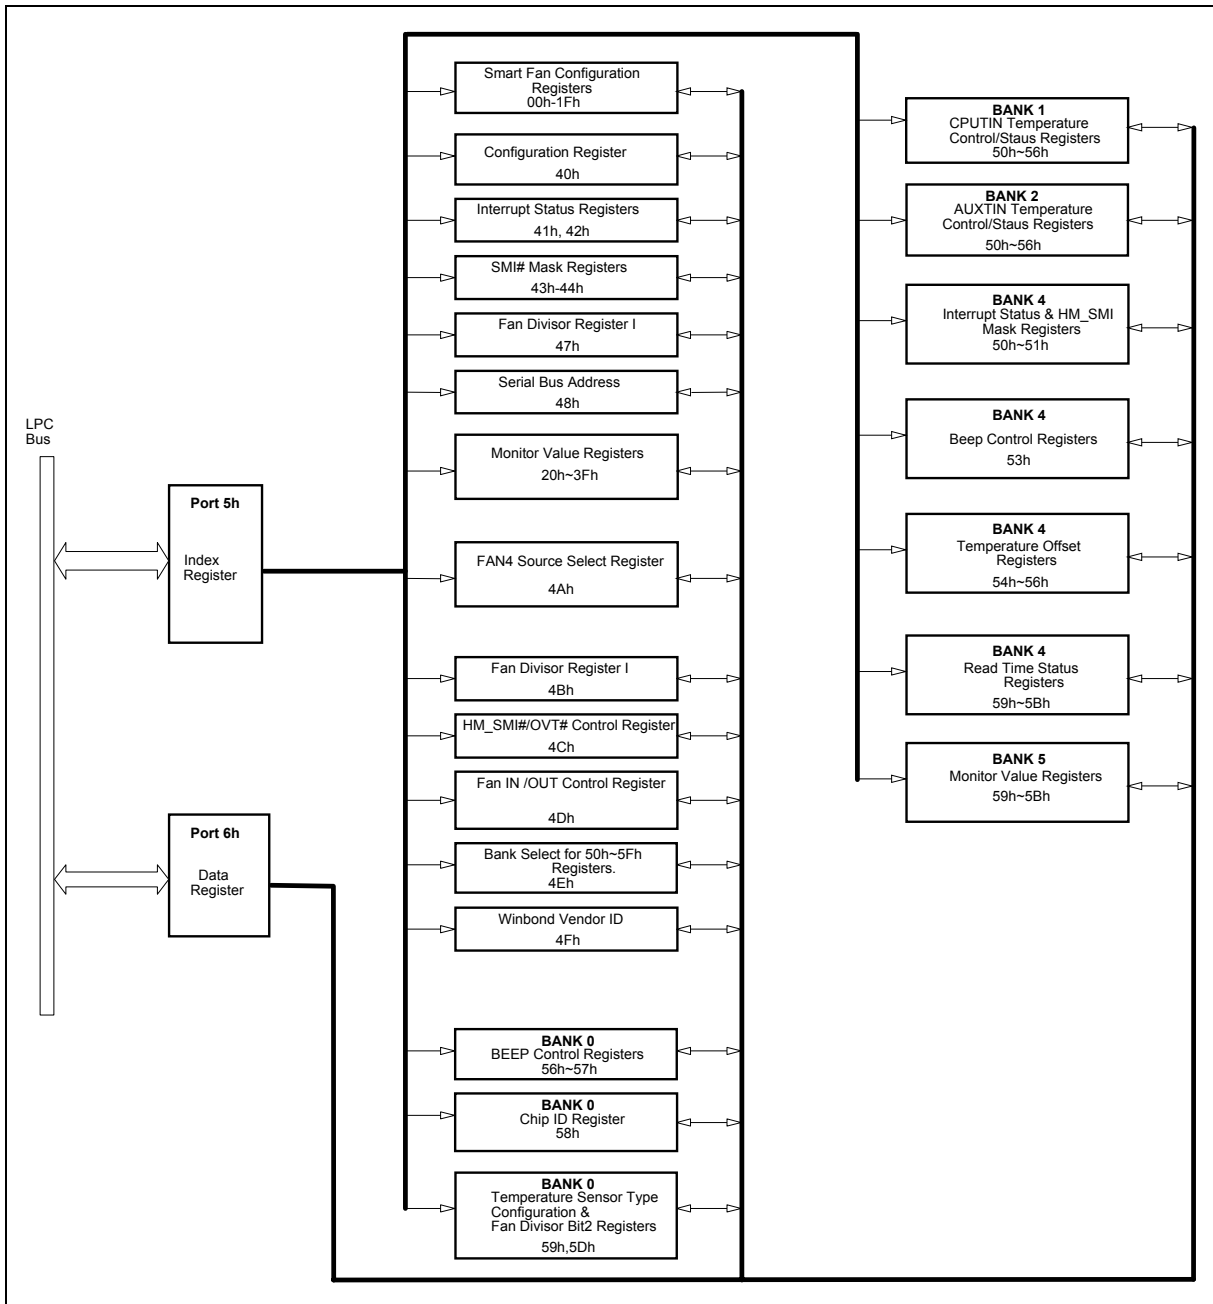 LPC
Bus
Port 5h
Index
Register
Port 6h
Data
Register
Smart Fan Configuration
Registers
00h-1Fh
Configuration Register
40h
Interrupt Status Registers
41h, 42h
SMI# Mask Registers
43h-44h
Fan Divisor Register I
47h
Serial Bus Address
48h
Monitor Value Registers
20h~3Fh
FAN4 Source Select Register
4Ah
Fan Divisor Register I
4Bh
HM_SMI#/OVT# Control Register
4Ch
Fan IN /OUT Control Register
4Dh
Bank Select for 50h~5Fh
Registers.
4Eh
Winbond Vendor ID
4Fh
BANK 0
BEEP Control Registers
56h~57h
BANK 0
Chip ID Register
58h
BANK 0
Temperature Sensor Type
Configuration &
Fan Divisor Bit2 Registers
59h,5Dh
BANK 1
CPUTIN Temperature
Control/Staus Registers
50h~56h
BANK 2
AUXTIN Temperature
Control/Staus Registers
50h~56h
BANK 4
Interrupt Status & HM_SMI
Mask Registers
50h~51h
BANK 4
Beep Control Registers
53h
BANK 4
Temperature Offset
Registers
54h~56h
BANK 4
Read Time Status
Registers
59h~5Bh
BANK 5
Monitor Value Registers
59h~5Bh